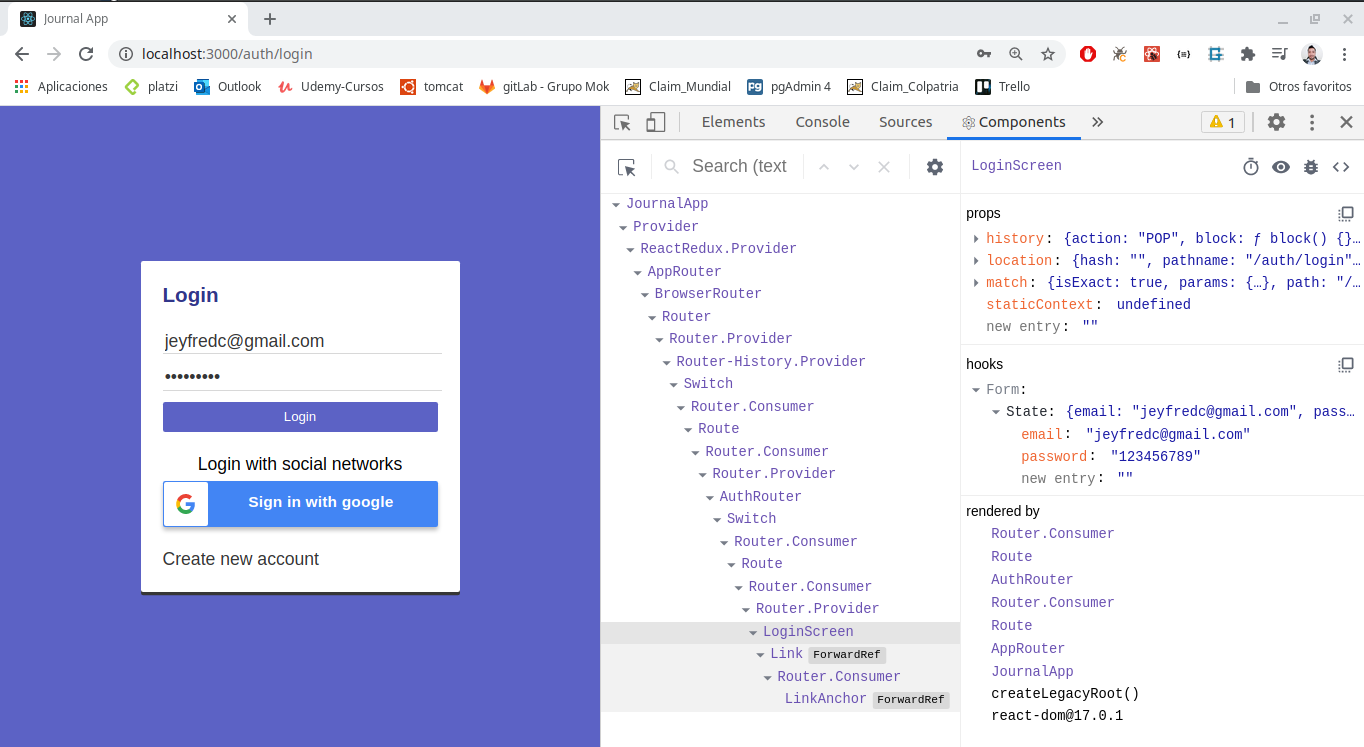 Journal App
localhost:3000/auth/login
Aplicaciones platzi Outlook Udemy-Cursos tomcat gitLab - Grupo Mok Claim_Mundial pgAdmin 4 Claim_Colpatria Trello Otros favoritos
Elements Console Sources Components 1
Search (text
LoginScreen
JournalApp
Provider
ReactRedux.Provider
AppRouter
BrowserRouter
Router
Router.Provider
Router-History.Provider
Switch
Router.Consumer
Route
Router.Consumer
Router.Provider
AuthRouter
Switch
Router.Consumer
Route
Router.Consumer
Router.Provider
LoginScreen
Link ForwardRef
Router.Consumer
LinkAnchor ForwardRef
props
history: {action: "POP", block: ƒ block() {}…
location: {hash: "", pathname: "/auth/login"…
match: {isExact: true, params: {…}, path: "/…
staticContext: undefined
new entry: ""
hooks
Form:
State: {email: "jeyfredc@gmail.com", pass…
email: "jeyfredc@gmail.com"
password: "123456789"
new entry: ""
rendered by
Router.Consumer
Route
AuthRouter
Router.Consumer
Route
AppRouter
JournalApp
createLegacyRoot()
react-dom@17.0.1
Login
jeyfredc@gmail.com
•••••••••
Login
Login with social networks
Sign in with google
Create new account